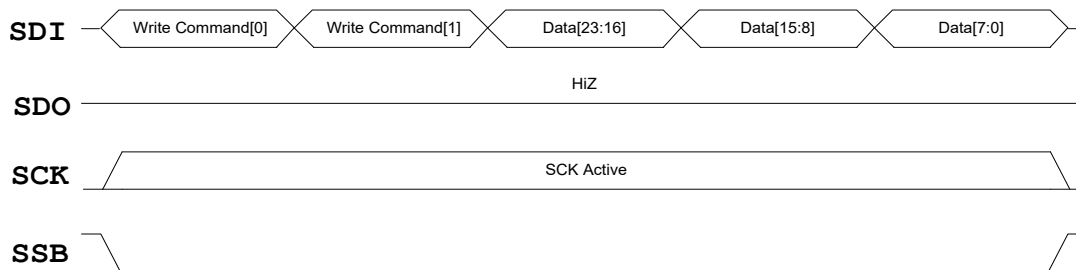 SDI Write Command[0] Write Command[1] Data[23:16] Data[15:8] Data[7:0]
HiZ
SDO
SCK SCK Active
SSB